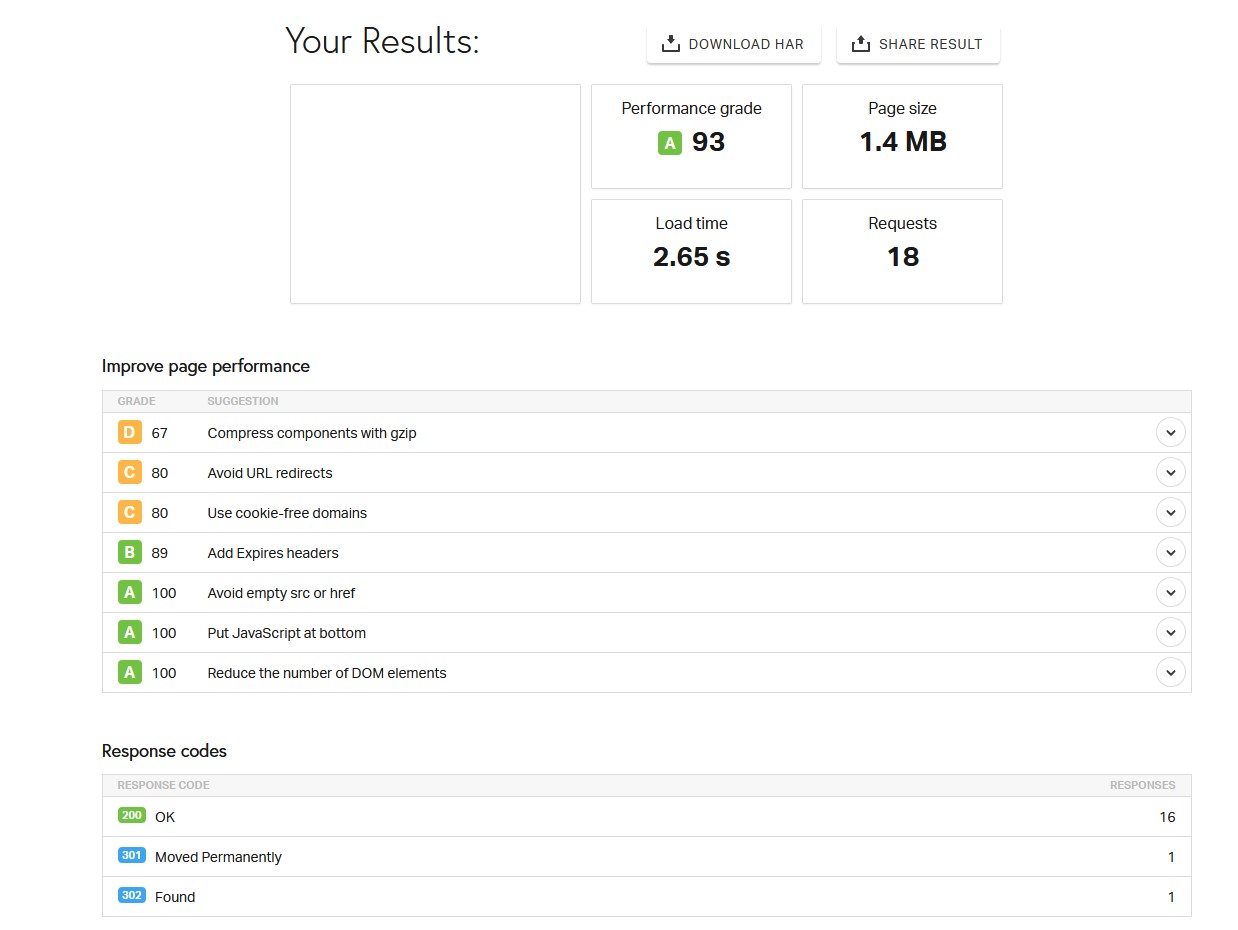 Your Results:
DOWNLOAD HAR
SHARE RESULT
Performance grade
A 93
Page size
1.4 MB
Load time
2.65 s
Requests
18
Improve page performance
GRADE SUGGESTION
D 67 Compress components with gzip
C 80 Avoid URL redirects
C 80 Use cookie-free domains
B 89 Add Expires headers
A 100 Avoid empty src or href
A 100 Put JavaScript at bottom
A 100 Reduce the number of DOM elements
Response codes
RESPONSE CODE RESPONSES
200 OK 16
301 Moved Permanently 1
302 Found 1